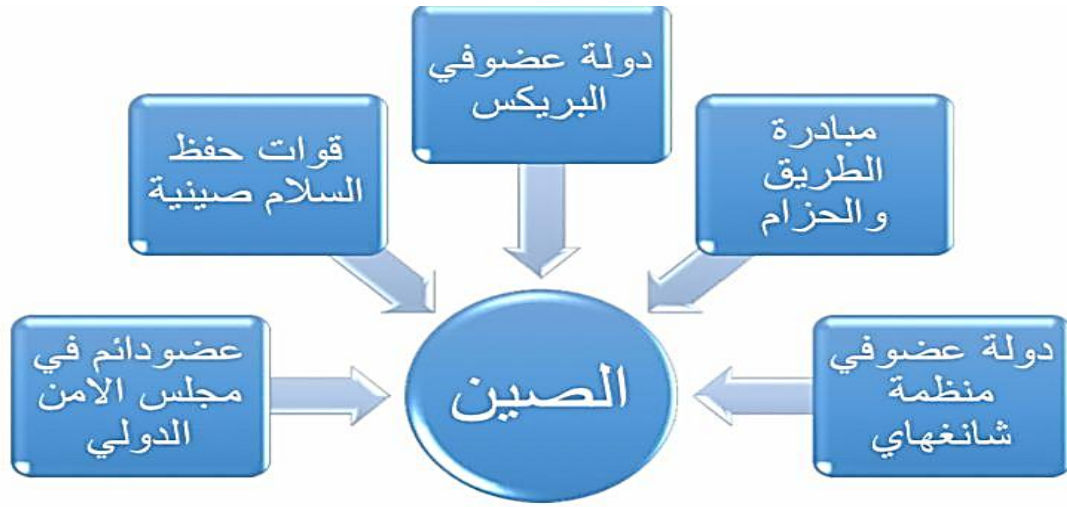 دولة عضوفي
البريكس
مبادرة
الطريق
والحزام
قوات حفظ
السلام صينية
دولة عضوفي
منظمة
شانغهاي
الصين
عضودائم في
مجلس الامن
الدولي